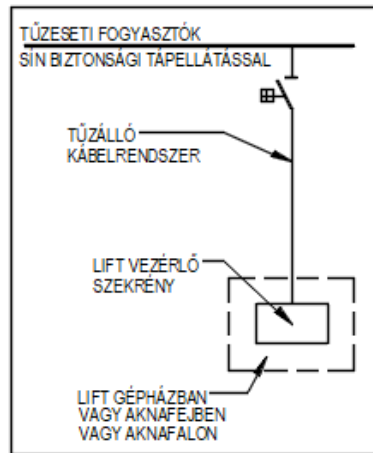 TŰZESETI FOGYASZTÓK
SÍN BIZTONSÁGI TÁPELLÁTÁSSAL
TŰZÁLLÓ
KÁBELRENDSZER
LIFT VEZÉRLŐ
SZEKRÉNY
LIFT GÉPHÁZBAN
VAGY AKNAFEJBEN
VAGY AKNAFALON